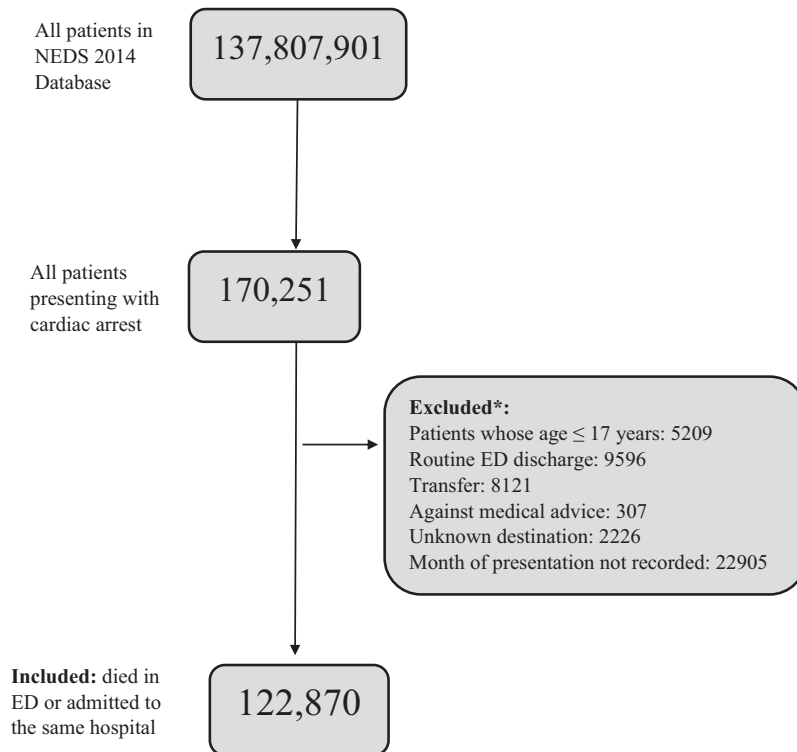 All patients in
NEDS 2014
Database
137,807,901
All patients
presenting with
cardiac arrest
170,251
Excluded*:
Patients whose age ≤ 17 years: 5209
Routine ED discharge: 9596
Transfer: 8121
Against medical advice: 307
Unknown destination: 2226
Month of presentation not recorded: 22905
Included: died in
ED or admitted to
the same hospital
122,870